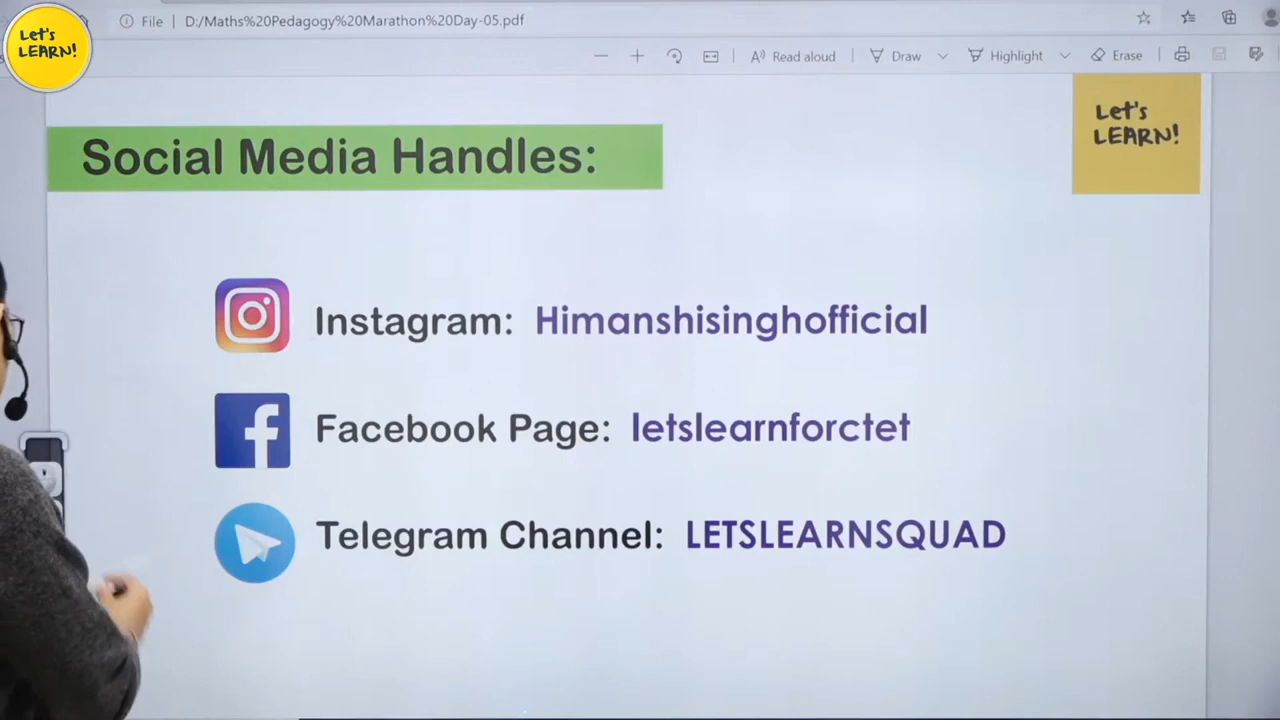 Let's
LEARN!
File
D:/Maths%20Pedagogy%20Marathon%20Day-05.pdf
Read aloud
Draw
Highlight
Erase
Let's
LEARN!
Social Media Handles:
Instagram: Himanshisinghofficial
Facebook Page: letslearnforctet
Telegram Channel: LETSLEARNSQUAD